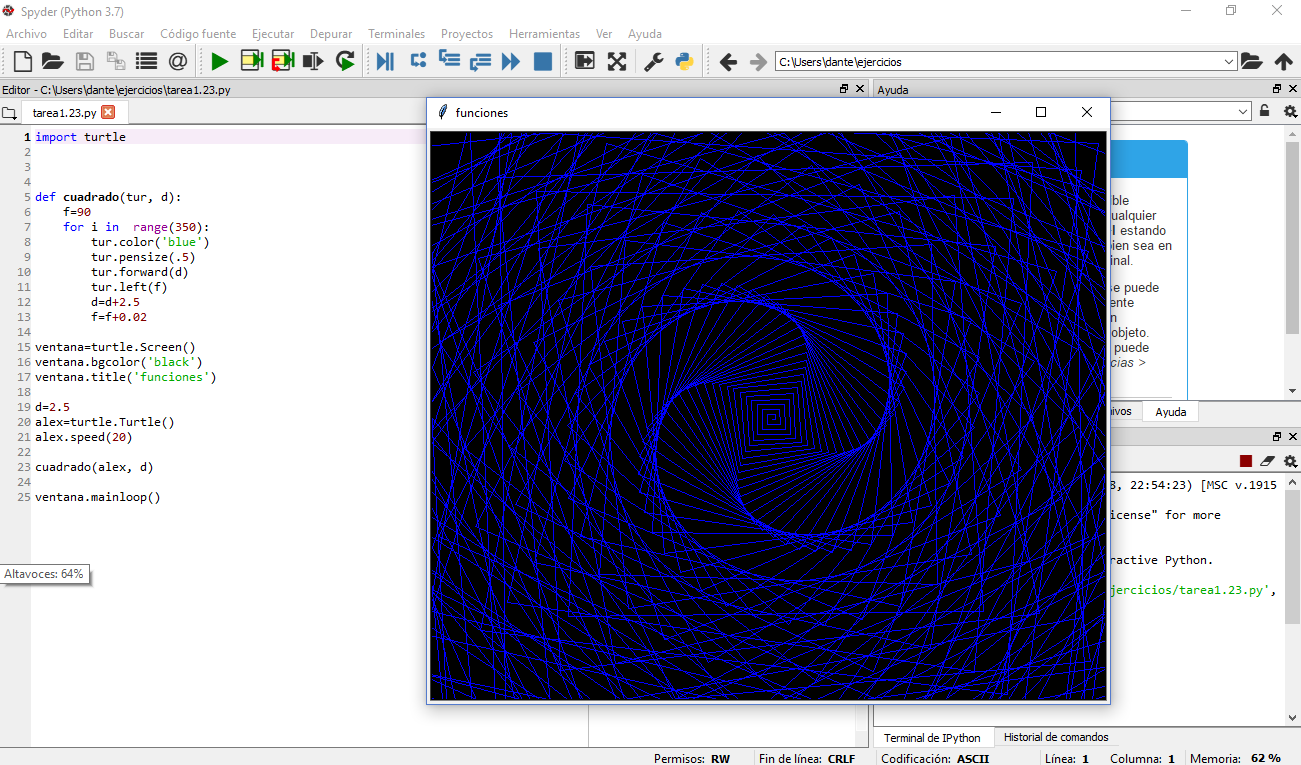 Spyder (Python 3.7)
Archivo Editar Buscar Código fuente Ejecutar Depurar Terminales Proyectos Herramientas Ver Ayuda
C:\Users\dante\ejercicios
Editor - C:\Users\dante\ejercicios\tarea1.23.py
tarea1.23.py
1 import turtle
2
3
4
5 def cuadrado(tur, d):
6 f=90
7 for i in  range(350):
8 tur.color('blue')
9 tur.pensize(.5)
10 tur.forward(d)
11 tur.left(f)
12 d=d+2.5
13 f=f+0.02
14
15 ventana=turtle.Screen()
16 ventana.bgcolor('black')
17 ventana.title('funciones')
18
19 d=2.5
20 alex=turtle.Turtle()
21 alex.speed(20)
22
23 cuadrado(alex, d)
24
25 ventana.mainloop()
Altavoces: 64%
funciones
Ayuda
ble
ualquier
el estando
bien sea en
inal.
se puede
ente
n
objeto.
puede
cias >
ivos Ayuda
8, 22:54:23) [MSC v.1915
icense" for more
ractive Python.
jercicios/tarea1.23.py',
Terminal de IPython Historial de comandos
Permisos: RW Fin de línea: CRLF Codificación: ASCII Línea: 1 Columna: 1 Memoria: 62 %